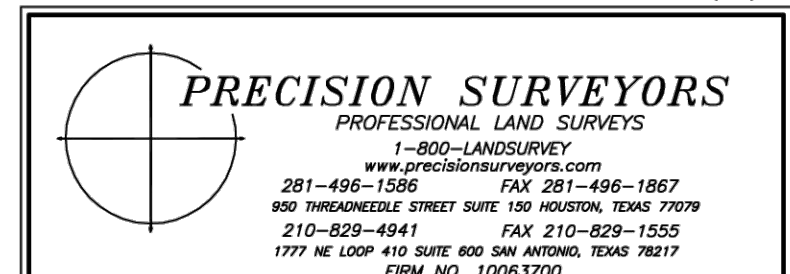 PRECISION SURVEYORS
PROFESSIONAL LAND SURVEYS
1-800-LANDSURVEY
www.precisionsurveyors.com
281-496-1586 FAX 281-496-1867
950 THREADNEEDLE STREET SUITE 150 HOUSTON, TEXAS 77079
210-829-4941 FAX 210-829-1555
1777 NE LOOP 410 SUITE 600 SAN ANTONIO, TEXAS 78217
FIRM NO. 10063700